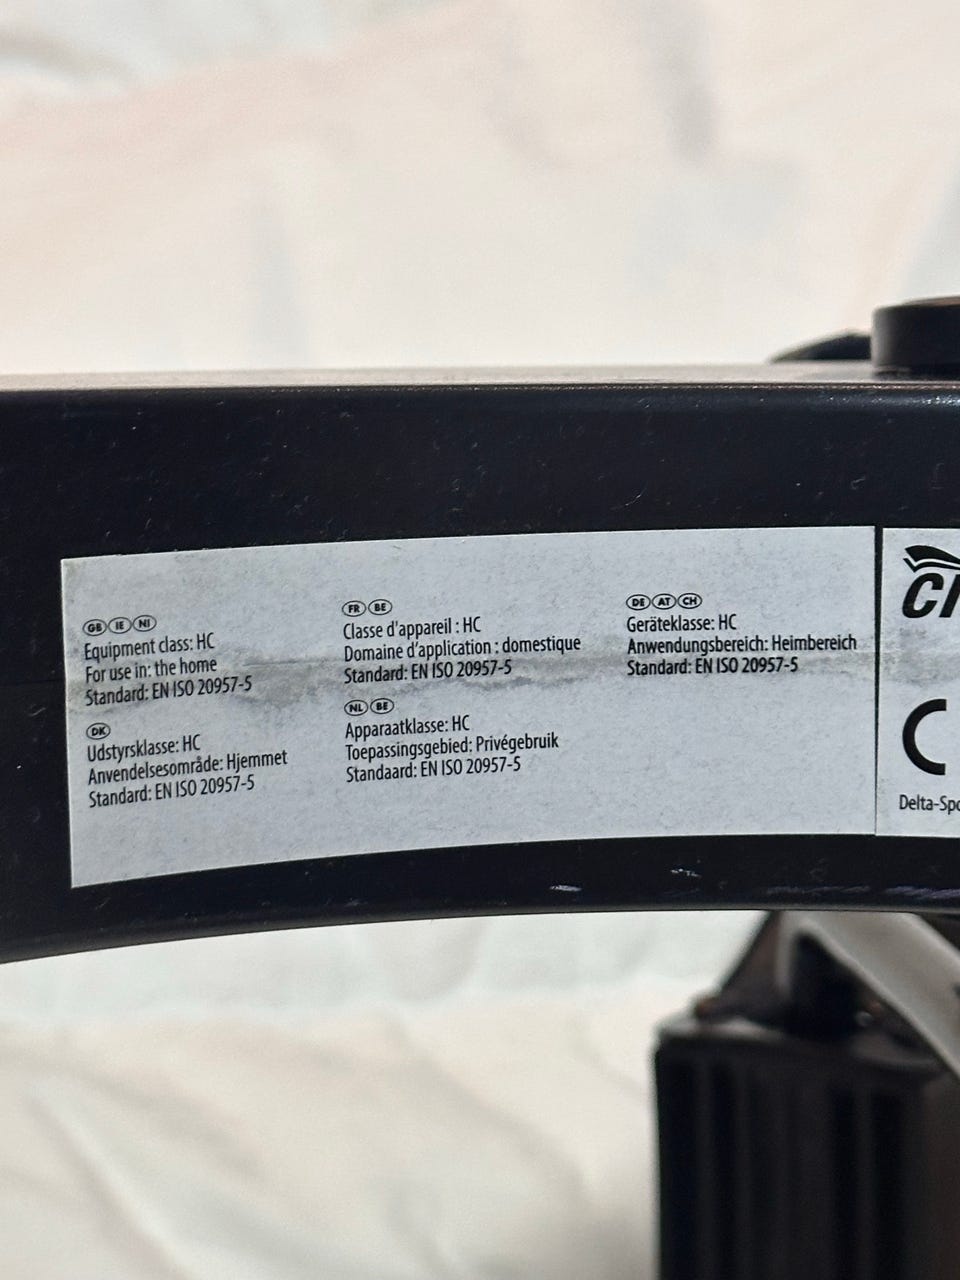 GB IE NI
Equipment class: HC
For use in: the home
Standard: EN ISO 20957-5
DK
Udstyrsklasse: HC
Anvendelsesområde: Hjemmet
Standard: EN ISO 20957-5
FR BE
Classe d'appareil : HC
Domaine d'application : domestique
Standard: EN ISO 20957-5
NL BE
Apparaatklasse: HC
Toepassingsgebied: Privégebruik
Standaard: EN ISO 20957-5
DE AT CH
Geräteklasse: HC
Anwendungsbereich: Heimbereich
Standard: EN ISO 20957-5
C
Delta-Spo